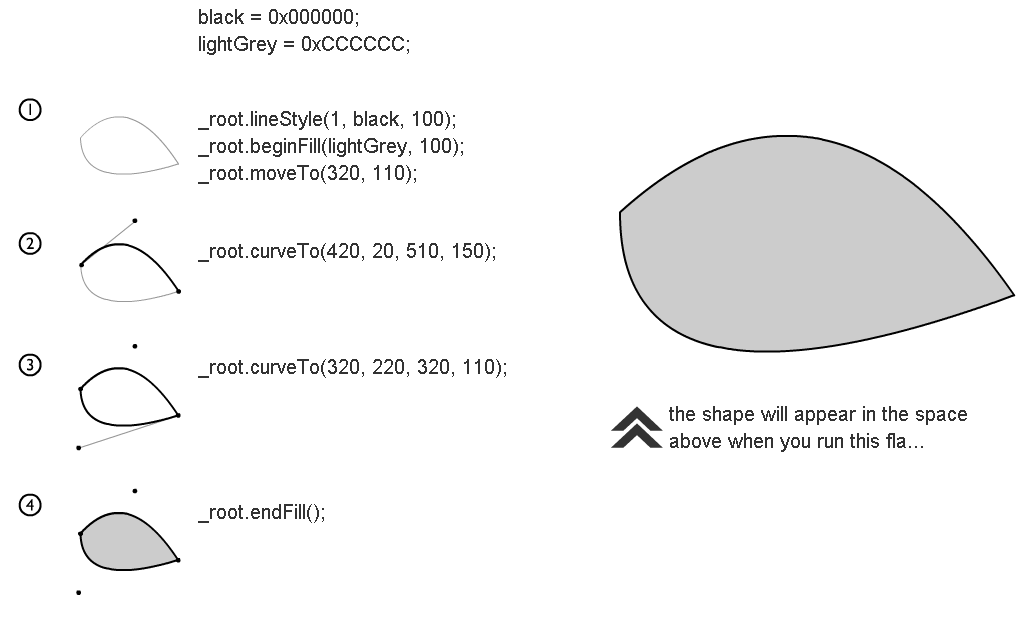 black = 0x000000;
lightGrey = 0xCCCCCC;
1
_root.lineStyle(1, black, 100);
_root.beginFill(lightGrey, 100);
_root.moveTo(320, 110);
2
_root.curveTo(420, 20, 510, 150);
3
_root.curveTo(320, 220, 320, 110);
4
_root.endFill();
the shape will appear in the space
above when you run this fla...